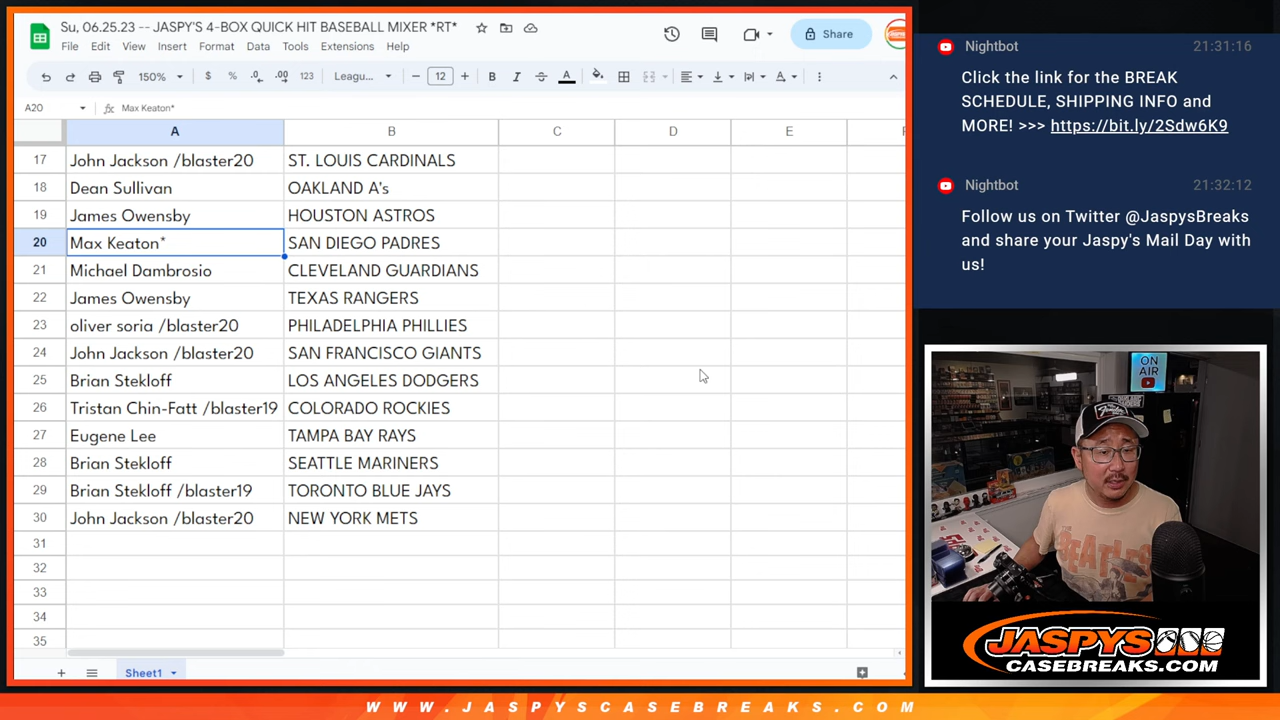 Su, 06.25.23 -- JASPY'S 4-BOX QUICK HIT BASEBALL MIXER *RT*
File Edit View Insert Format Data Tools Extensions Help
Share
150% $ % .0 .00 123 Leagu... 12 B I A
A20 fx Max Keaton*
A B C D E
17 John Jackson /blaster20 ST. LOUIS CARDINALS
18 Dean Sullivan OAKLAND A's
19 James Owensby HOUSTON ASTROS
20 Max Keaton* SAN DIEGO PADRES
21 Michael Dambrosio CLEVELAND GUARDIANS
22 James Owensby TEXAS RANGERS
23 oliver soria /blaster20 PHILADELPHIA PHILLIES
24 John Jackson /blaster20 SAN FRANCISCO GIANTS
25 Brian Stekloff LOS ANGELES DODGERS
26 Tristan Chin-Fatt /blaster19 COLORADO ROCKIES
27 Eugene Lee TAMPA BAY RAYS
28 Brian Stekloff SEATTLE MARINERS
29 Brian Stekloff /blaster19 TORONTO BLUE JAYS
30 John Jackson /blaster20 NEW YORK METS
31
32
33
34
35
Sheet1
Nightbot 21:31:16
Click the link for the BREAK
SCHEDULE, SHIPPING INFO and
MORE! >>> https://bit.ly/2Sdw6K9
Nightbot 21:32:12
Follow us on Twitter @JaspysBreaks
and share your Jaspy's Mail Day with
us!
ON
AIR
BEATLES
JASPYS
CASEBREAKS.COM
WWW.JASPYSCASEBREAKS.COM